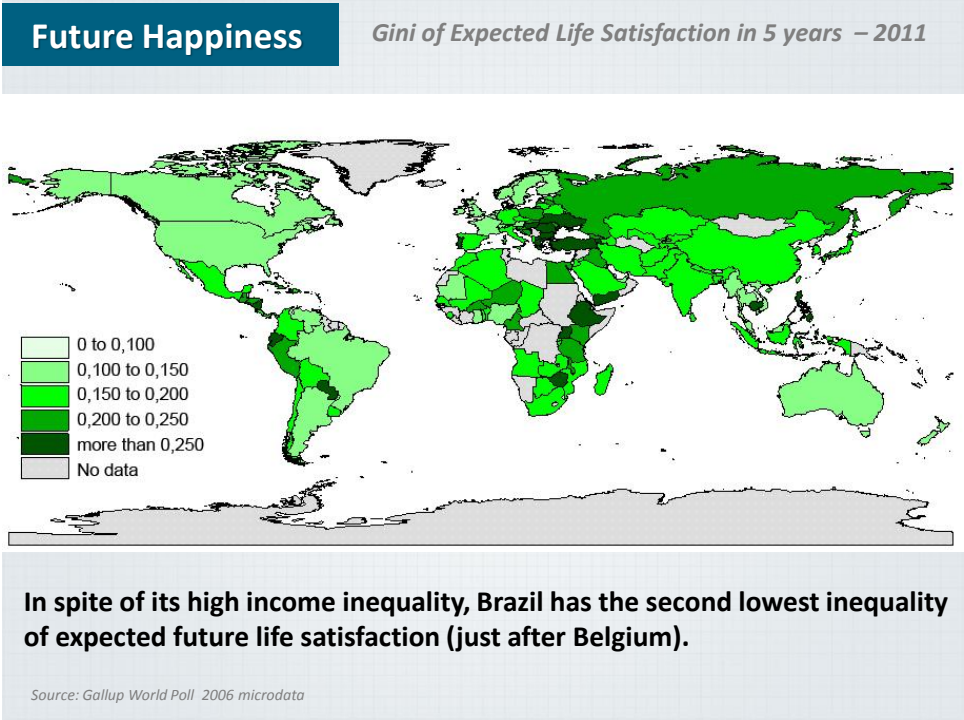 Future Happiness
Gini of Expected Life Satisfaction in 5 years – 2011
0 to 0,100
0,100 to 0,150
0,150 to 0,200
0,200 to 0,250
more than 0,250
No data
In spite of its high income inequality, Brazil has the second lowest inequality
of expected future life satisfaction (just after Belgium).
Source: Gallup World Poll 2006 microdata